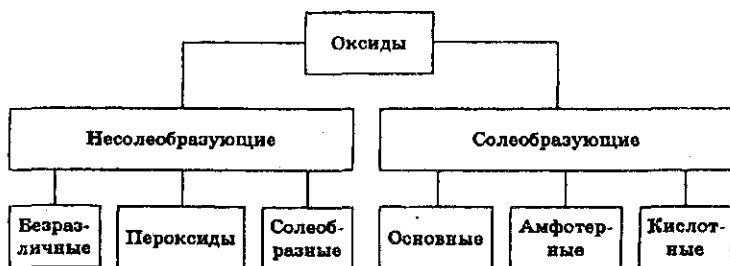 Оксиды
Несолеобразующие
Солеобразующие
Безраз-
личные
Пероксиды
Солеоб-
разные
Основные
Амфотер-
ные
Кислот-
ные